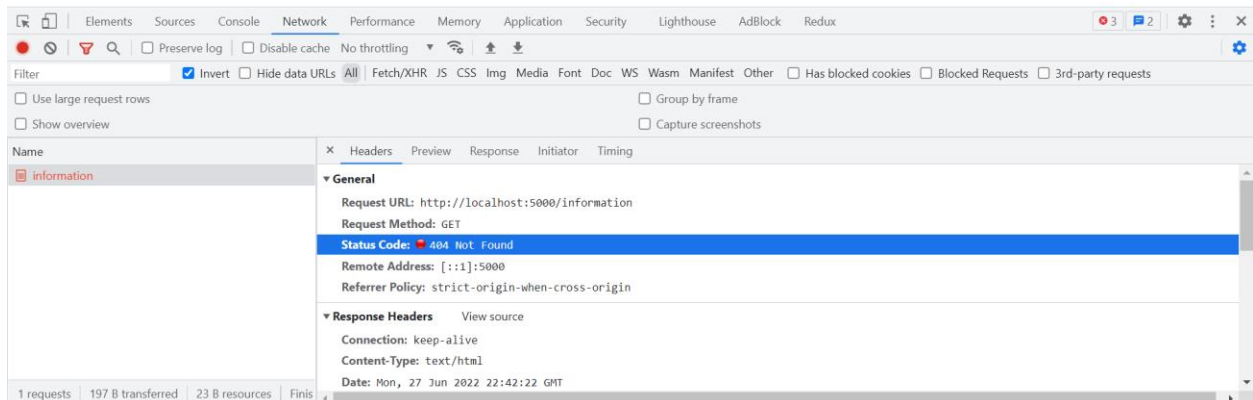 Elements Sources Console Network Performance Memory Application Security Lighthouse AdBlock Redux 3 2
Preserve log Disable cache No throttling
Filter Invert Hide data URLs All Fetch/XHR JS CSS Img Media Font Doc WS Wasm Manifest Other Has blocked cookies Blocked Requests 3rd-party requests
Use large request rows Group by frame
Show overview Capture screenshots
Name Headers Preview Response Initiator Timing
information
General
Request URL: http://localhost:5000/information
Request Method: GET
Status Code: 404 Not Found
Remote Address: [::1]:5000
Referrer Policy: strict-origin-when-cross-origin
Response Headers View source
Connection: keep-alive
Content-Type: text/html
Date: Mon, 27 Jun 2022 22:42:22 GMT
1 requests 197 B transferred 23 B resources Finis